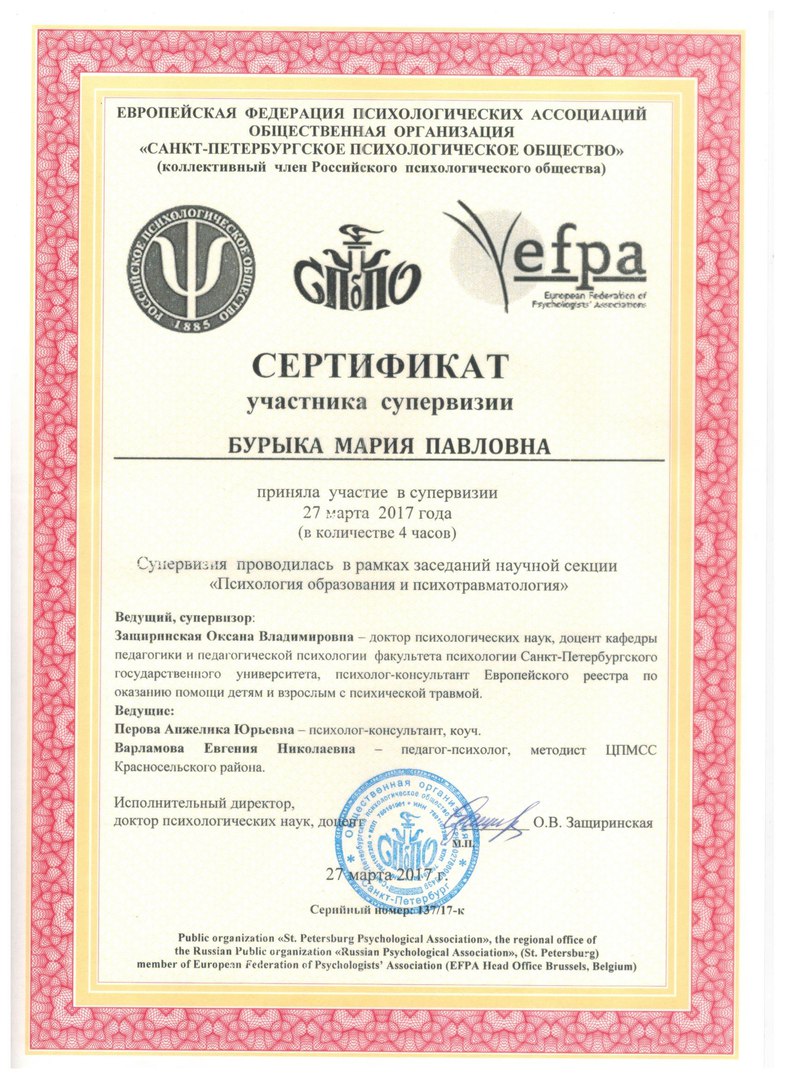 ЕВРОПЕЙСКАЯ ФЕДЕРАЦИЯ ПСИХОЛОГИЧЕСКИХ АССОЦИАЦИЙ
ОБЩЕСТВЕННАЯ ОРГАНИЗАЦИЯ
«САНКТ-ПЕТЕРБУРГСКОЕ ПСИХОЛОГИЧЕСКОЕ ОБЩЕСТВО»
(коллективный член Российского психологического общества)
РОССИЙСКОЕ ПСИХОЛОГИЧЕСКОЕ ОБЩЕСТВО
1885
СПбПО
efpa
European Federation of
Psychologists' Associations
СЕРТИФИКАТ
участника супервизии
БУРЫКА МАРИЯ ПАВЛОВНА
приняла участие в супервизии
27 марта 2017 года
(в количестве 4 часов)
Супервизия проводилась в рамках заседаний научной секции
«Психология образования и психотравматология»
Ведущий, супервизор:
Защиринская Оксана Владимировна – доктор психологических наук, доцент кафедры
педагогики и педагогической психологии факультета психологии Санкт-Петербургского
государственного университета, психолог-консультант Европейского реестра по
оказанию помощи детям и взрослым с психической травмой.
Ведущие:
Перова Анжелика Юрьевна – психолог-консультант, коуч.
Варламова Евгения Николаевна – педагог-психолог, методист ЦПМСС
Красносельского района.
Исполнительный директор,
доктор психологических наук, доцент О.В. Защиринская
М.П.
Общественная организация
Санкт-Петербург
СПбПО
27 марта 2017 г.
Серийный номер: 137/17-к
Public organization «St. Petersburg Psychological Association», the regional office of
the Russian Public organization «Russian Psychological Association», (St. Petersburg)
member of European Federation of Psychologists' Association (EFPA Head Office Brussels, Belgium)